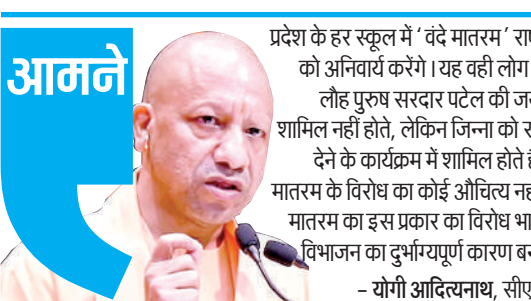 आमने
प्रदेश के हर स्कूल में ‘वंदे मातरम’
को अनिवार्य करेंगे। यह वही लोग
लौह पुरुष सरदार पटेल की
शामिल नहीं होते, लेकिन जिन्ना को
देने के कार्यक्रम में शामिल होते
मातरम के विरोध का कोई औचित्य
मातरम का इस प्रकार का विरोध
विभाजन का दुर्भाग्यपूर्ण कारण
– योगी आदित्यनाथ,